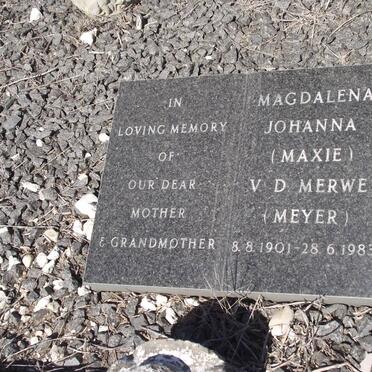 IN
LOVING MEMORY
OF
OUR DEAR
MOTHER
& GRANDMOTHER
MAGDALENA
JOHANNA
(MAXIE)
V D MERWE
(MEYER)
8.8.1901-28.6.1983